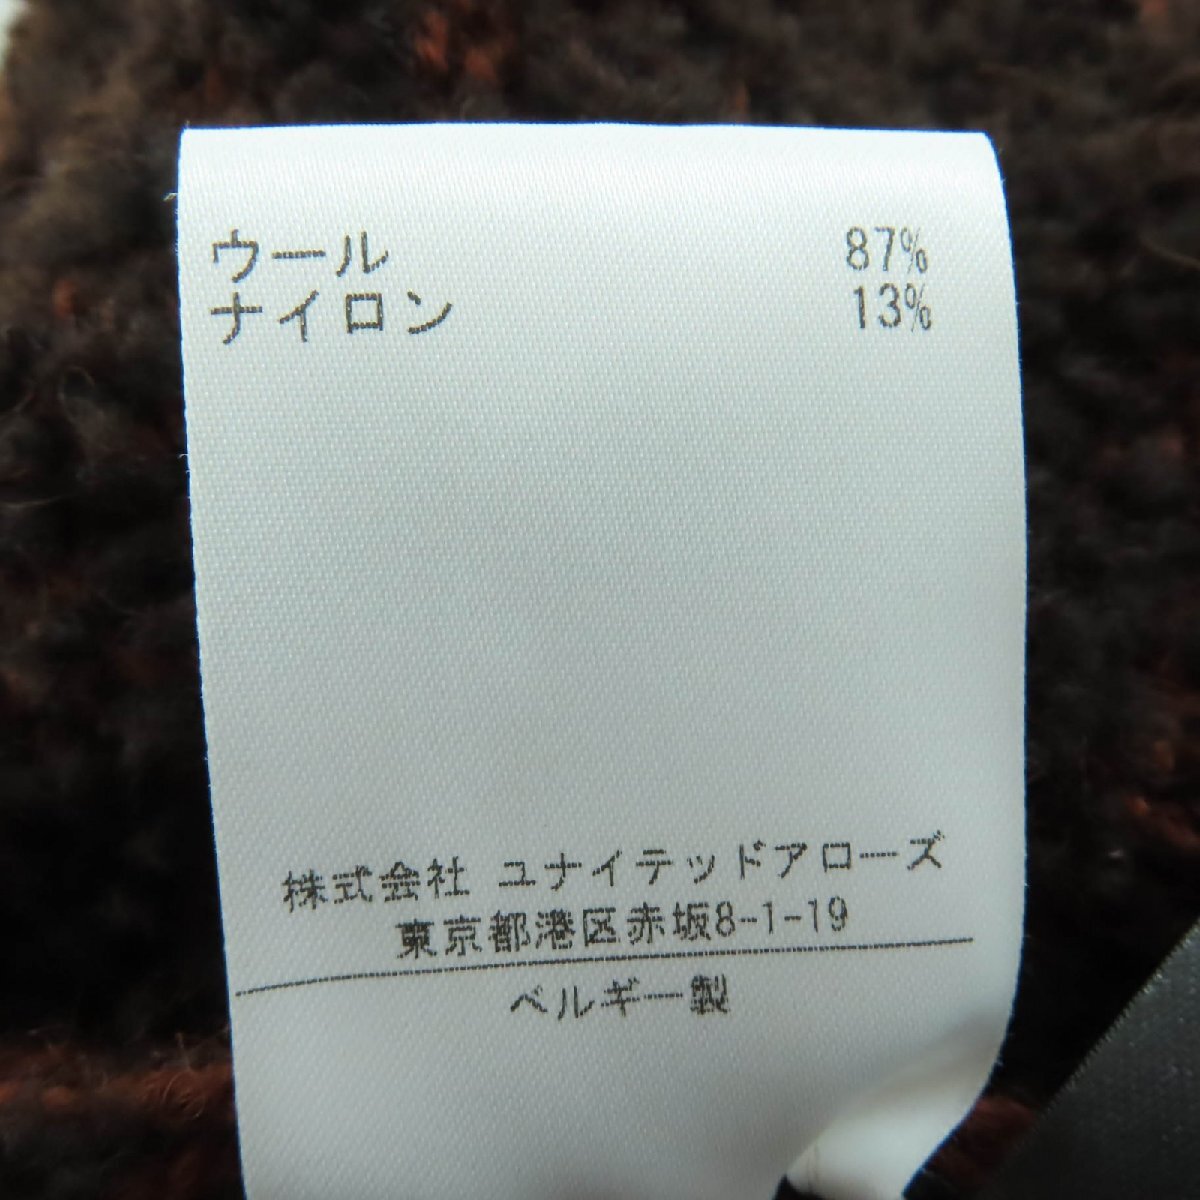 ウール 87%
ナイロン 13%
株式会社 ユナイテッドアローズ
東京都港区赤坂8-1-19
ベルギー製